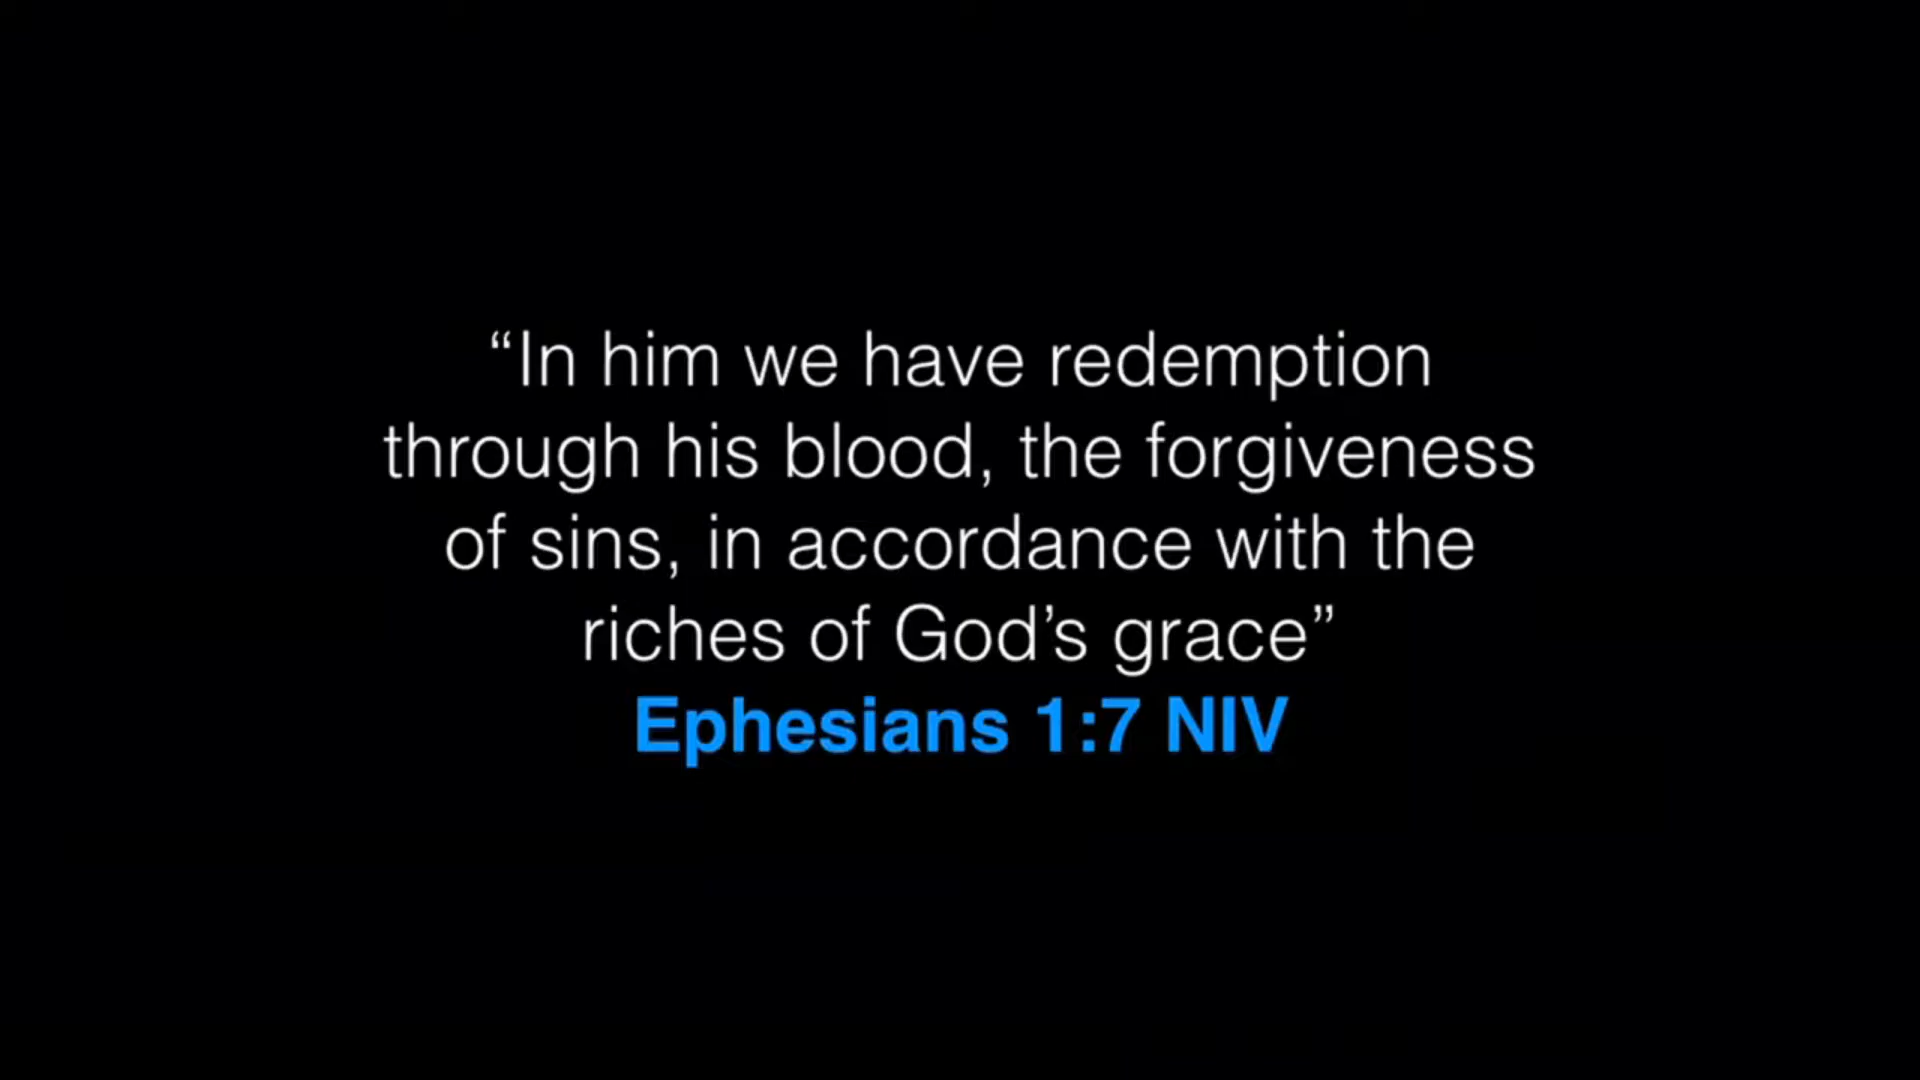 “In him we have redemption
through his blood, the forgiveness
of sins, in accordance with the
riches of God’s grace”
Ephesians 1:7 NIV